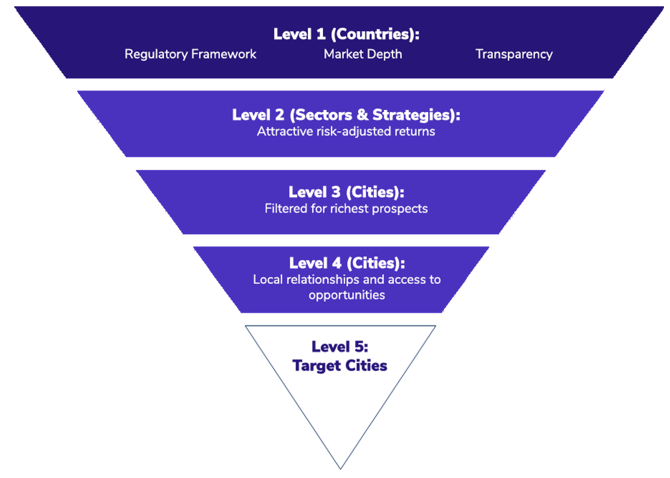 Level 1 (Countries):
Regulatory Framework Market Depth Transparency
Level 2 (Sectors & Strategies):
Attractive risk-adjusted returns
Level 3 (Cities):
Filtered for richest prospects
Level 4 (Cities):
Local relationships and access to
opportunities
Level 5:
Target Cities